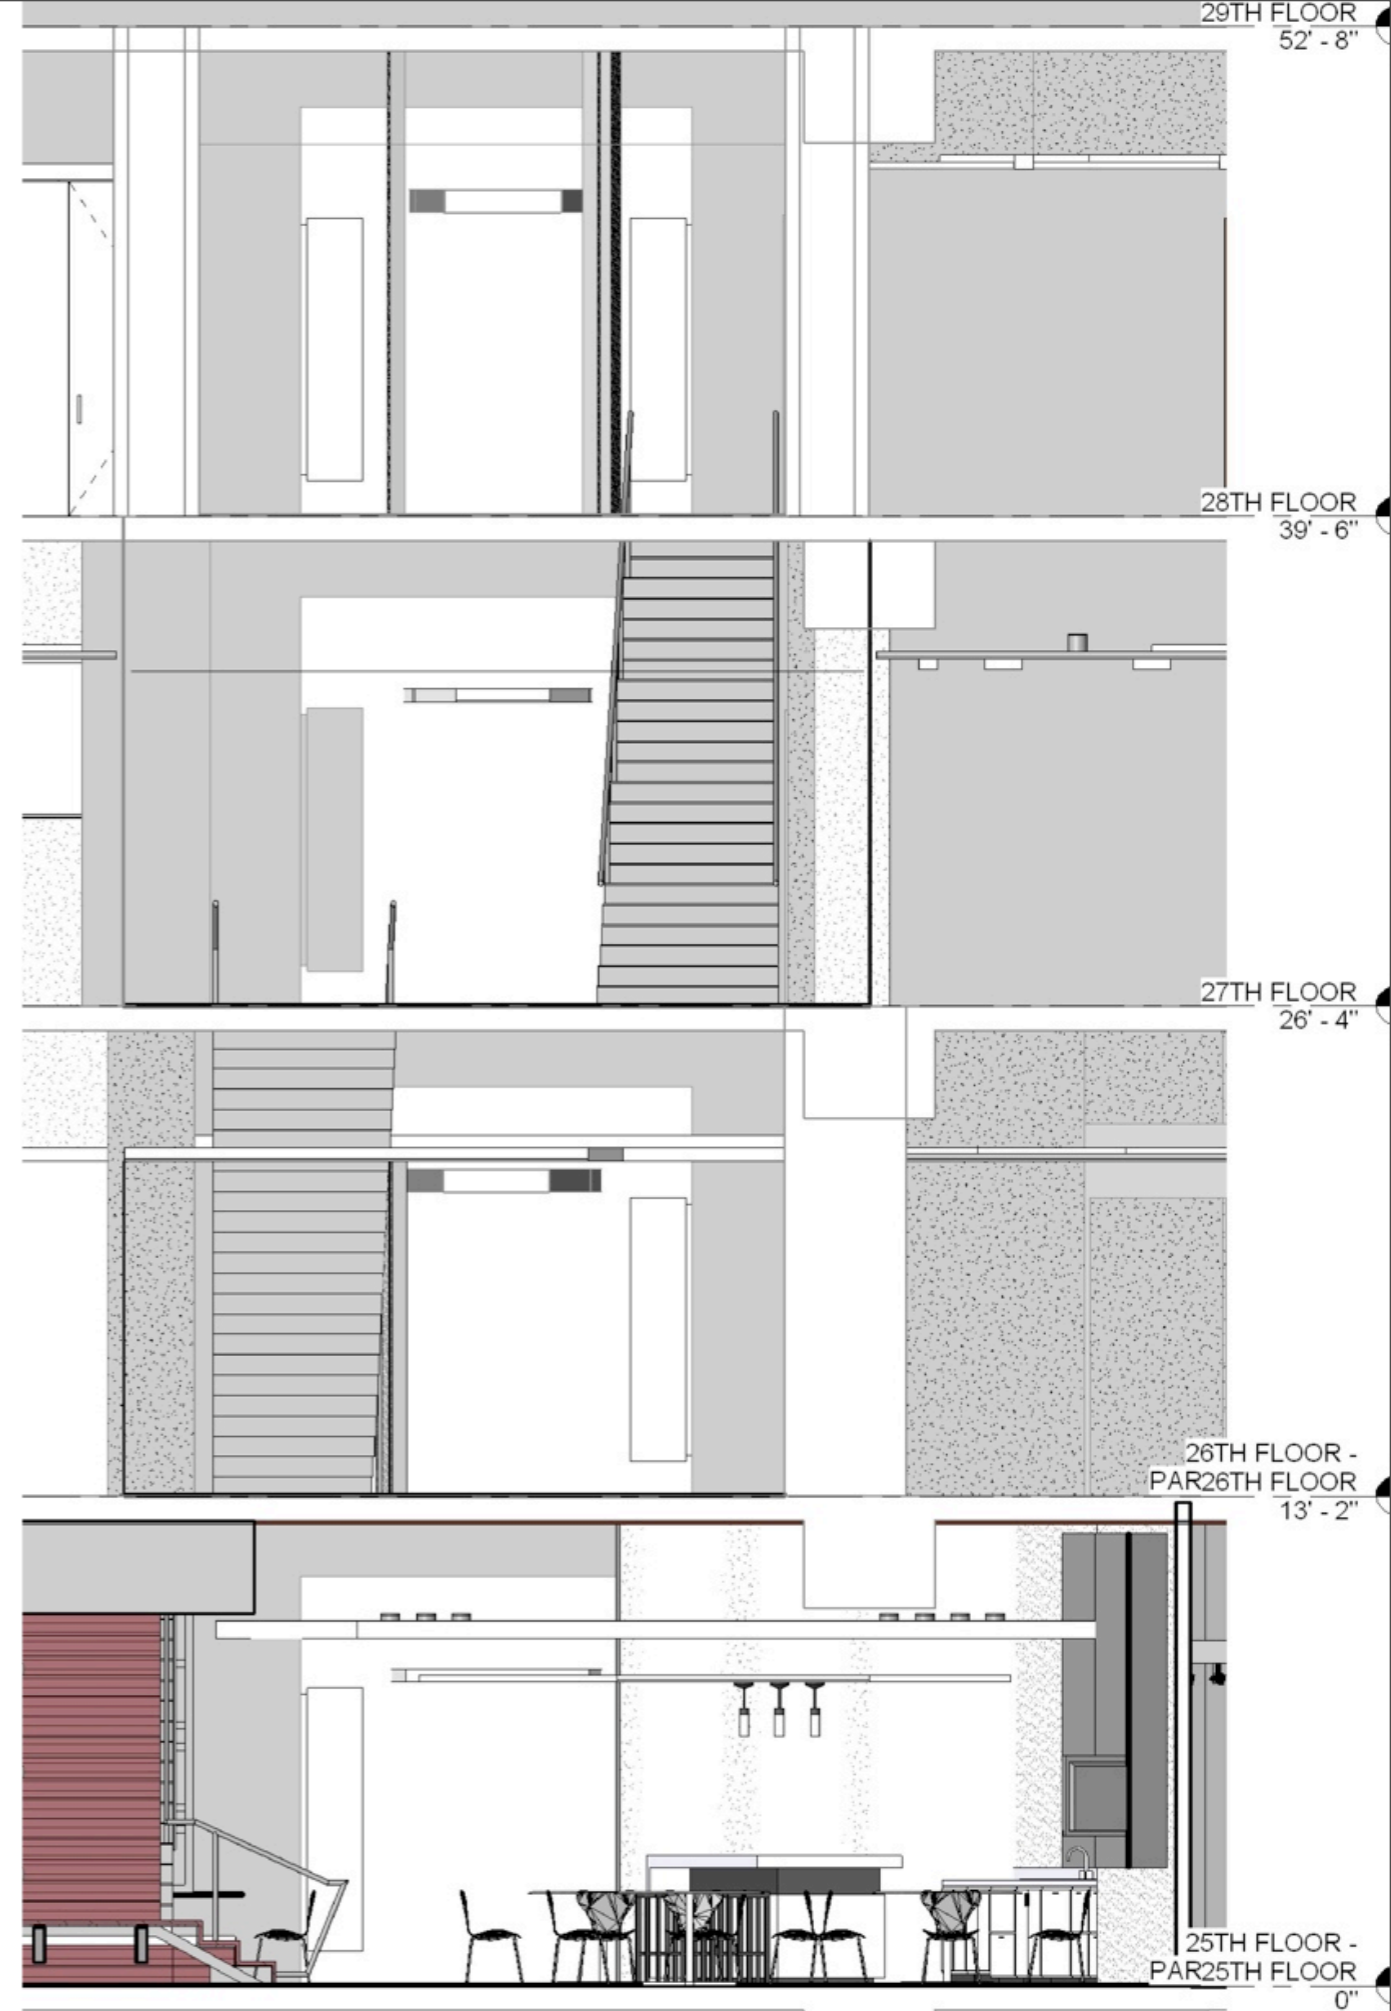 29TH FLOOR
52' - 8"
28TH FLOOR
39' - 6"
27TH FLOOR
26' - 4"
26TH FLOOR -
PAR26TH FLOOR
13' - 2"
25TH FLOOR -
PAR25TH FLOOR
0"